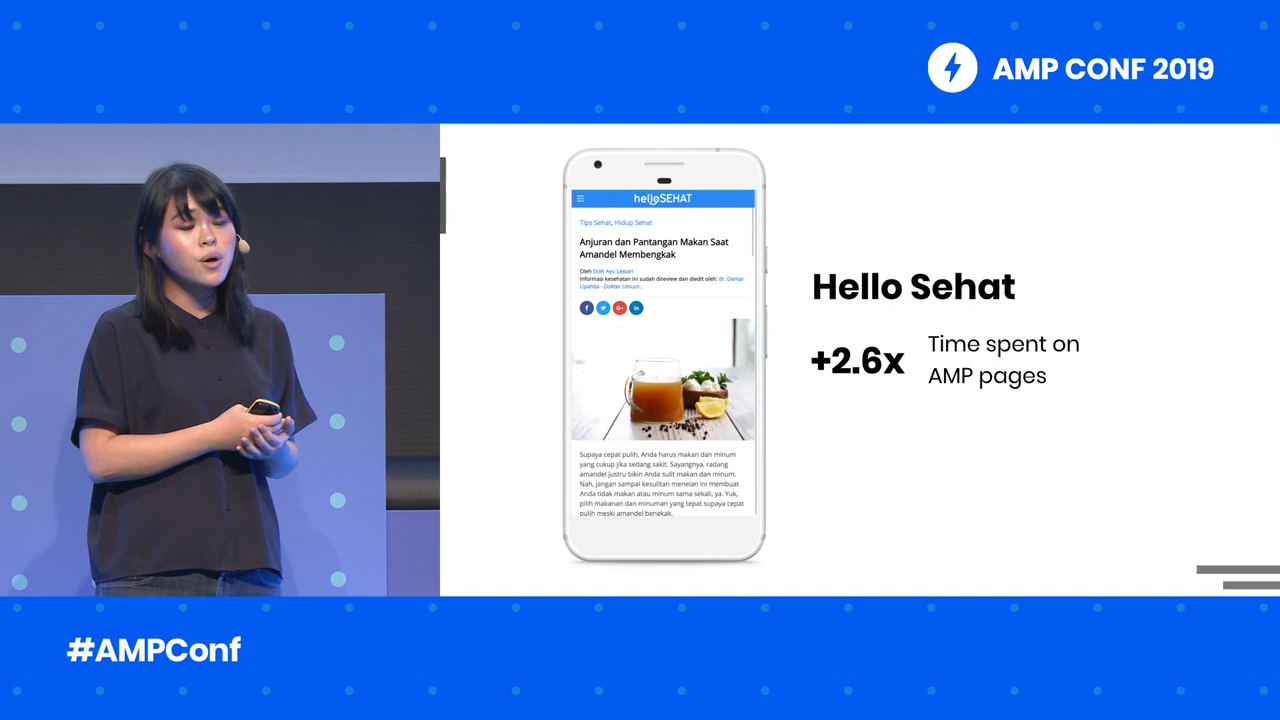 AMP CONF 2019
helloSEHAT
Tips Sehat, Hidup Sehat
Anjuran dan Pantangan Makan Saat
Amandel Membengkak
Oleh Diah Ayu Lestari
Informasi kesehatan ini sudah direview dan diedit oleh: dr. Damar
Upahita - Dokter Umum .
f
G+
in
Supaya cepat pulih, Anda harus makan dan minum
yang cukup jika sedang sakit. Sayangnya, radang
amandel justru bikin Anda sulit makan dan minum.
Nah, jangan sampai kesulitan menelan ini membuat
Anda tidak makan atau minum sama sekali, ya. Yuk,
pilih makanan dan minuman yang tepat supaya cepat
pulih meski amandel bengkak.
Hello Sehat
+2.6x
Time spent on
AMP pages
#AMPConf